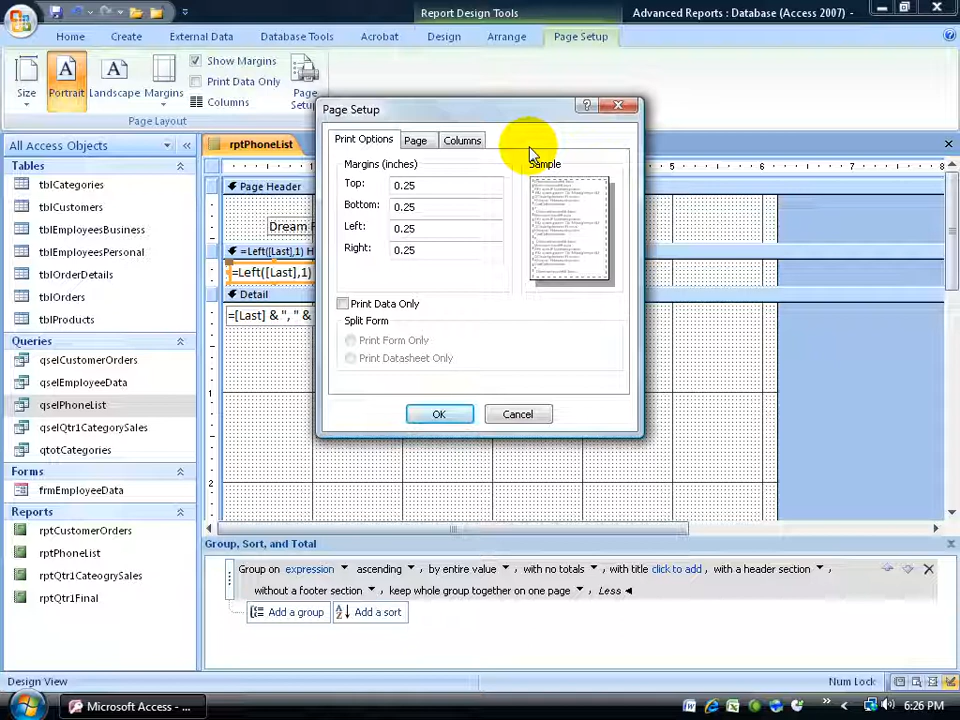 Report Design Tools
Advanced Reports : Database (Access 2007) -
Home Create External Data Database Tools Acrobat Design Arrange Page Setup
Size
Portrait
Landscape
Margins
Show Margins
Print Data Only
Columns
Page
Setup
Page Layout
All Access Objects
Tables
tblCategories
tblCustomers
tblEmployeesBusiness
tblEmployeesPersonal
tblOrderDetails
tblOrders
tblProducts
Queries
qselCustomerOrders
qselEmployeeData
qselPhoneList
qselQtr1CategorySales
qtotCategories
Forms
frmEmployeeData
Reports
rptCustomerOrders
rptPhoneList
rptQtr1CateogrySales
rptQtr1Final
rptPhoneList
Page Header
Dream
=Left([Last],1) H
=Left([Last],1)
Detail
=[Last] & ", " &
Page Setup
Print Options Page Columns
Margins (inches)
Top: 0.25
Bottom: 0.25
Left: 0.25
Right: 0.25
Sample
Print Data Only
Split Form
Print Form Only
Print Datasheet Only
OK Cancel
Group, Sort, and Total
Group on expression ascending , by entire value , with no totals , with title click to add , with a header section ,
without a footer section , keep whole group together on one page , Less
Add a group Add a sort
Design View
Num Lock
Microsoft Access - ...
6:26 PM